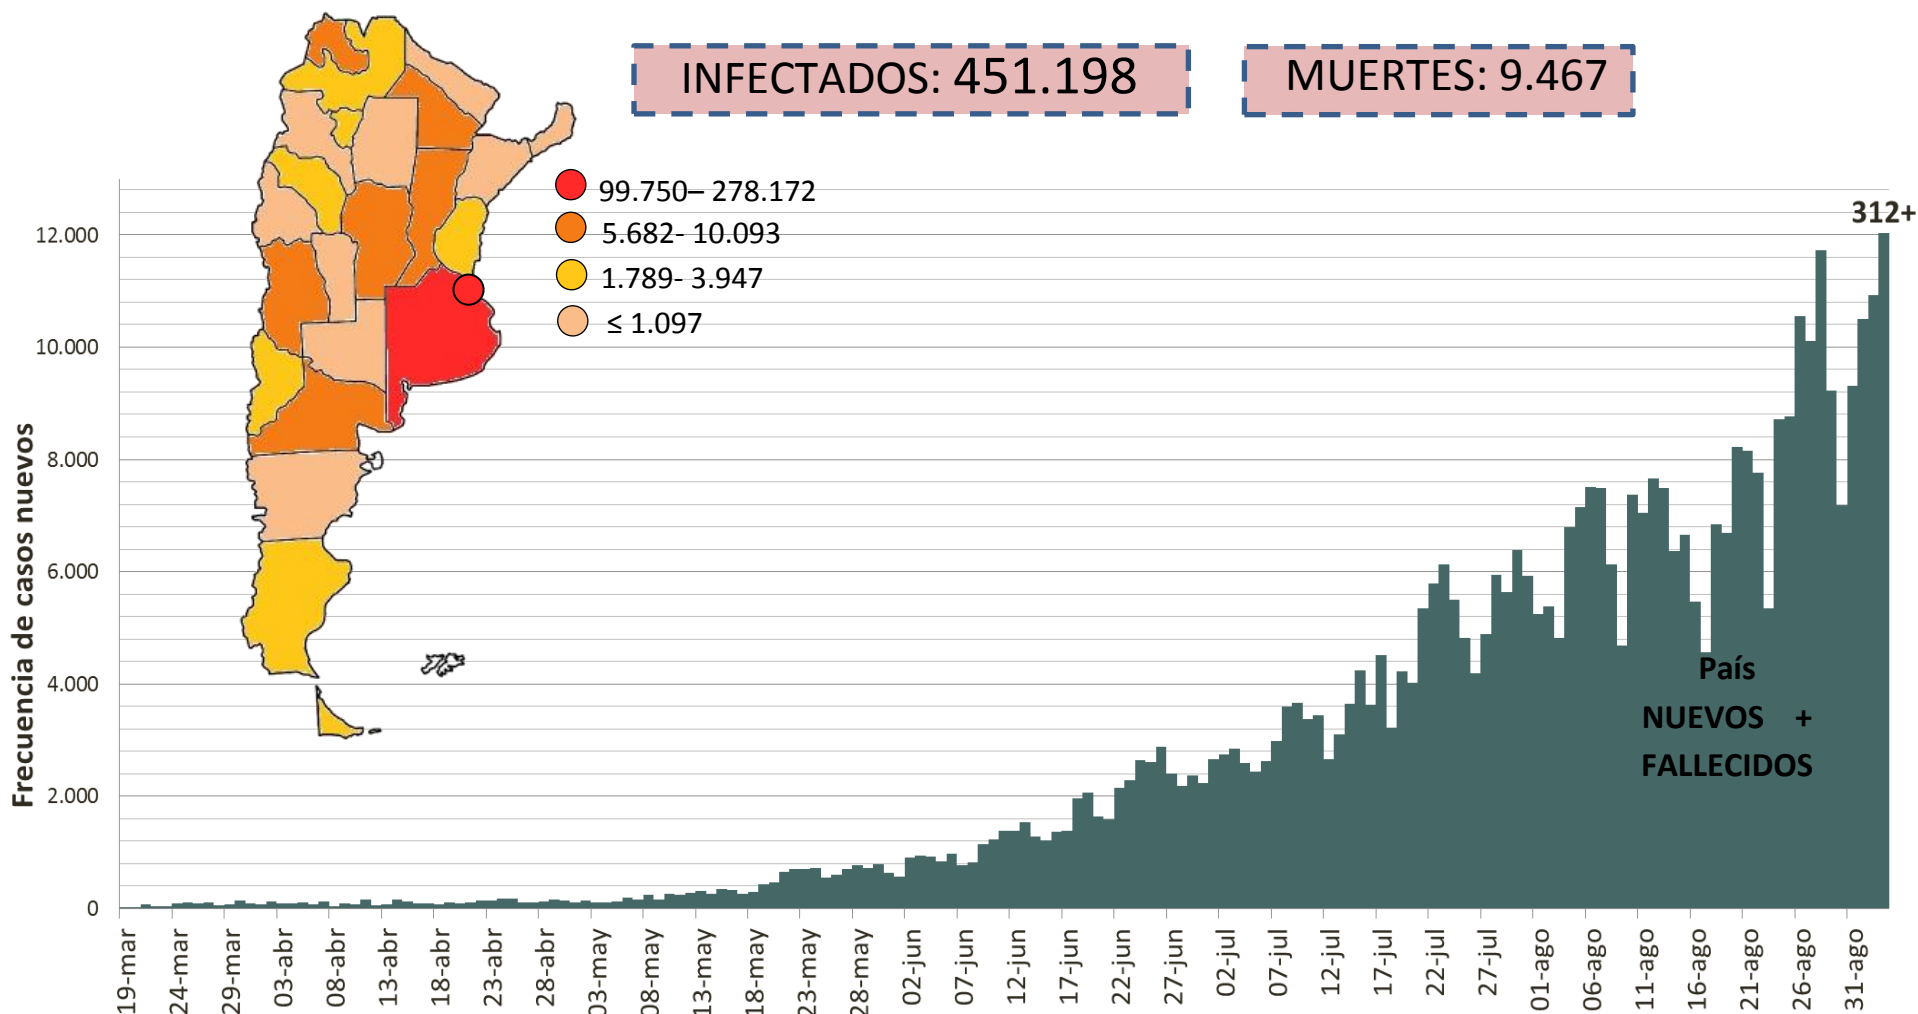 INFECTADOS: 451.198
MUERTES: 9.467
99.750– 278.172
5.682- 10.093
1.789- 3.947
≤ 1.097
312+
Frecuencia de casos nuevos
12.000
10.000
8.000
6.000
4.000
2.000
0
País
NUEVOS +
FALLECIDOS
19-mar
24-mar
29-mar
03-abr
08-abr
13-abr
18-abr
23-abr
28-abr
03-may
08-may
13-may
18-may
23-may
28-may
02-jun
07-jun
12-jun
17-jun
22-jun
27-jun
02-jul
07-jul
12-jul
17-jul
22-jul
27-jul
01-ago
06-ago
11-ago
16-ago
21-ago
26-ago
31-ago